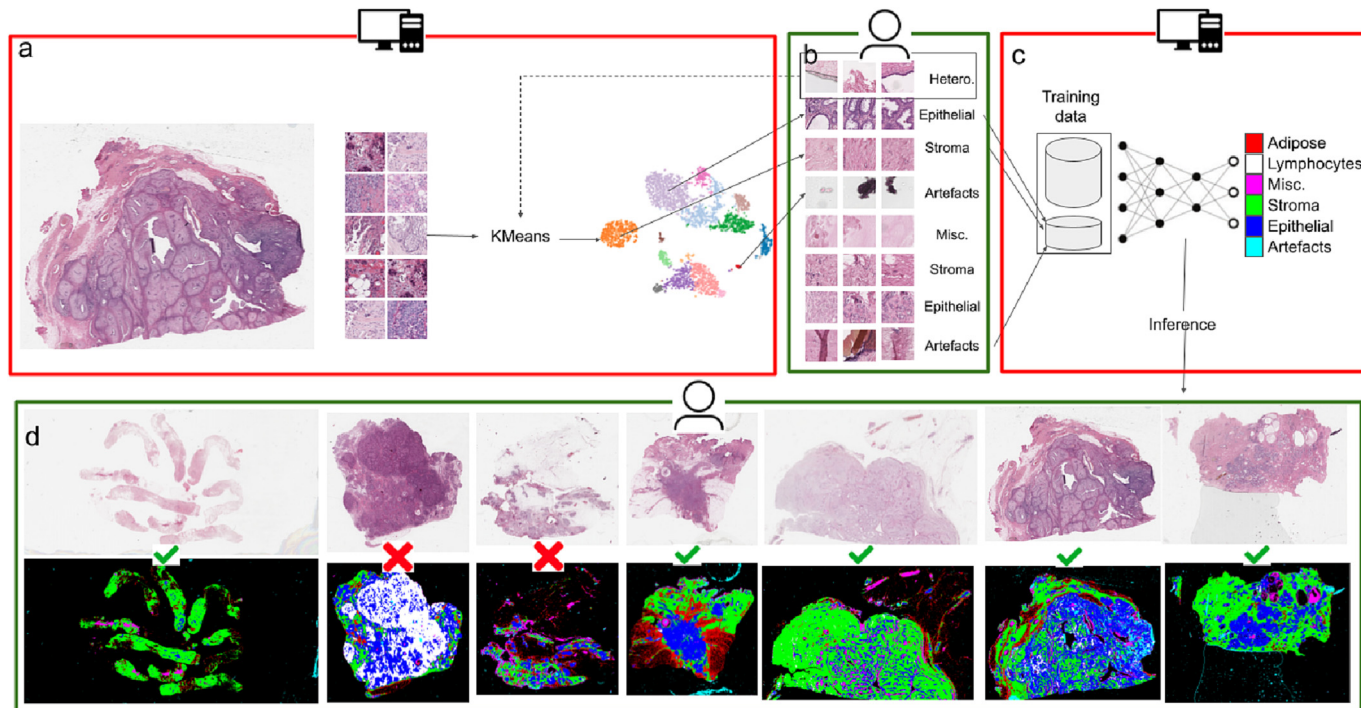 a
KMeans
b
Hetero.
Epithelial
Stroma
Artefacts
Misc.
Stroma
Epithelial
Artefacts
c
Training
data
Adipose
Lymphocytes
Misc.
Stroma
Epithelial
Artefacts
Inference
d